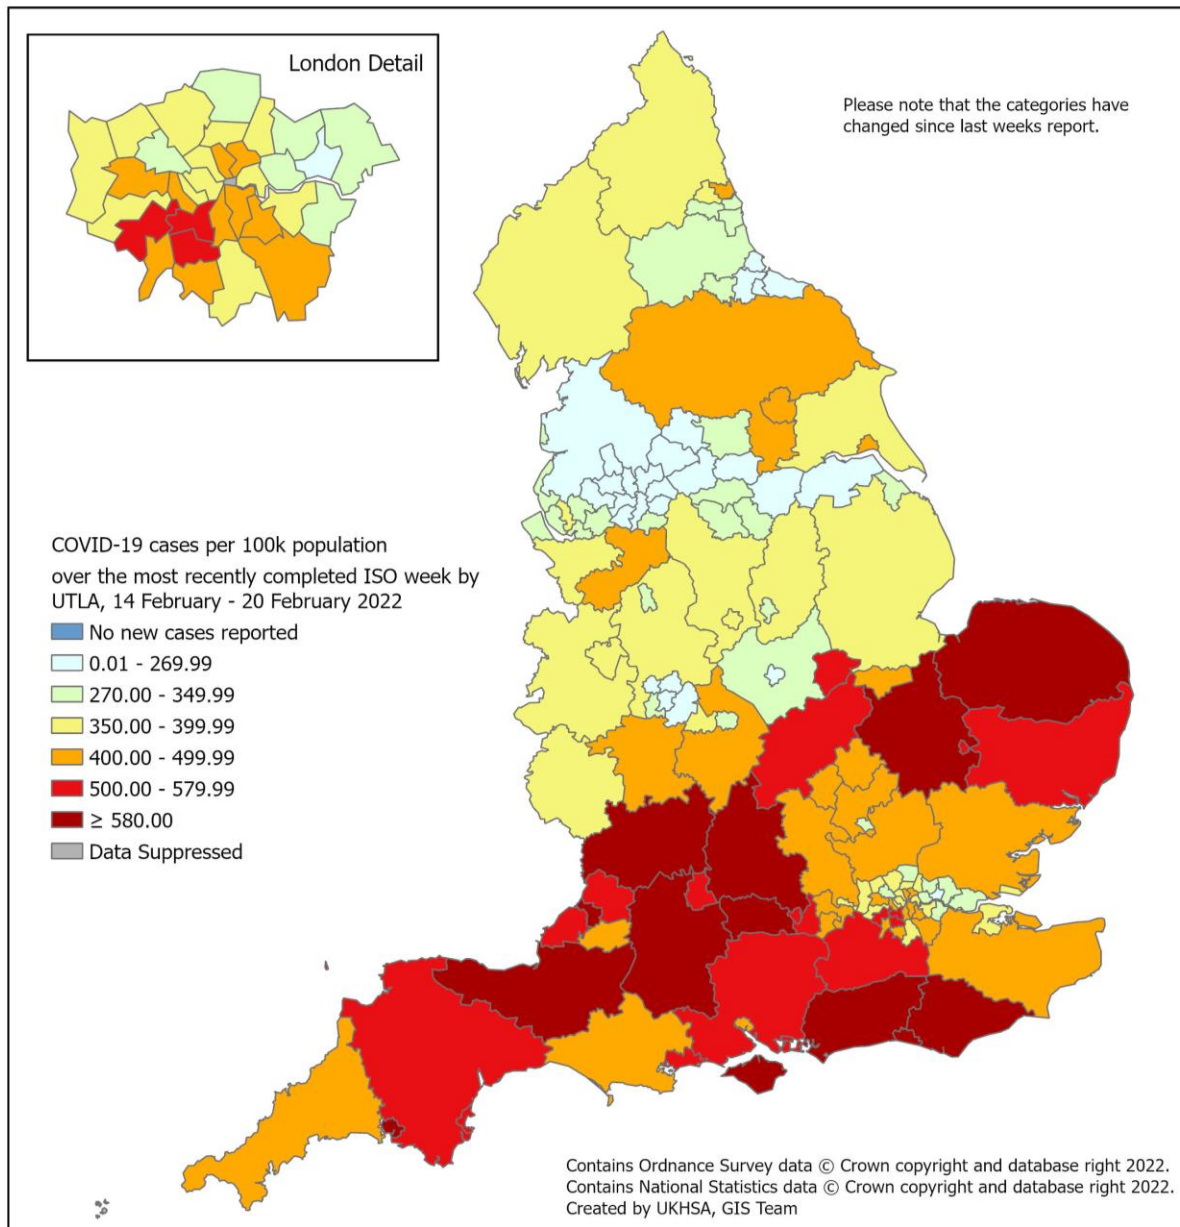 London Detail
Please note that the categories have
changed since last weeks report.
COVID-19 cases per 100k population
over the most recently completed ISO week by
UTLA, 14 February - 20 February 2022
No new cases reported
0.01 - 269.99
270.00 - 349.99
350.00 - 399.99
400.00 - 499.99
500.00 - 579.99
≥ 580.00
Data Suppressed
Contains Ordnance Survey data © Crown copyright and database right 2022.
Contains National Statistics data © Crown copyright and database right 2022.
Created by UKHSA, GIS Team